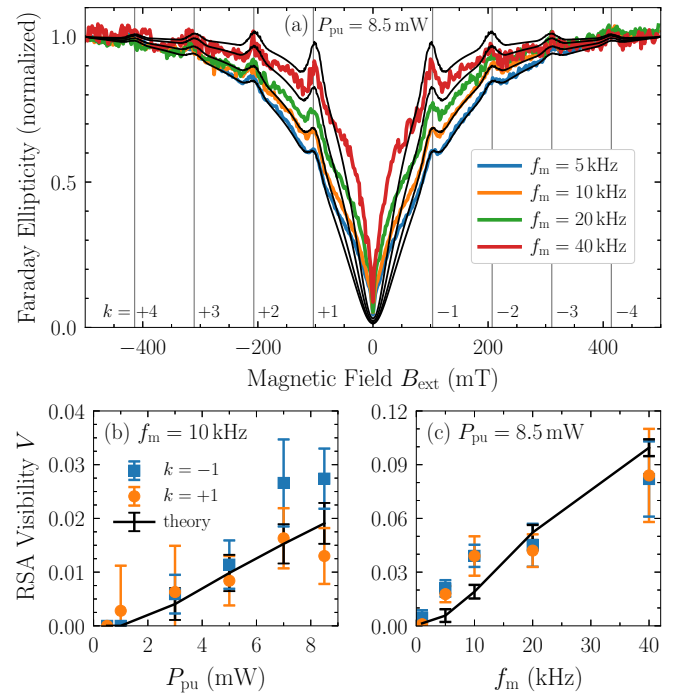 (a) P_pu = 8.5 mW
Faraday Ellipticity (normalized)
1.0
0.5
0.0
f_m = 5 kHz
f_m = 10 kHz
f_m = 20 kHz
f_m = 40 kHz
k = +4 +3 +2 +1 −1 −2 −3 −4
−400 −200 0 200 400
Magnetic Field B_ext (mT)
(b) f_m = 10 kHz
RSA Visibility V
0.04
0.03
0.02
0.01
0.00
k = −1
k = +1
theory
0 2 4 6 8
P_pu (mW)
(c) P_pu = 8.5 mW
0.12
0.09
0.06
0.03
0.00
0 10 20 30 40
f_m (kHz)